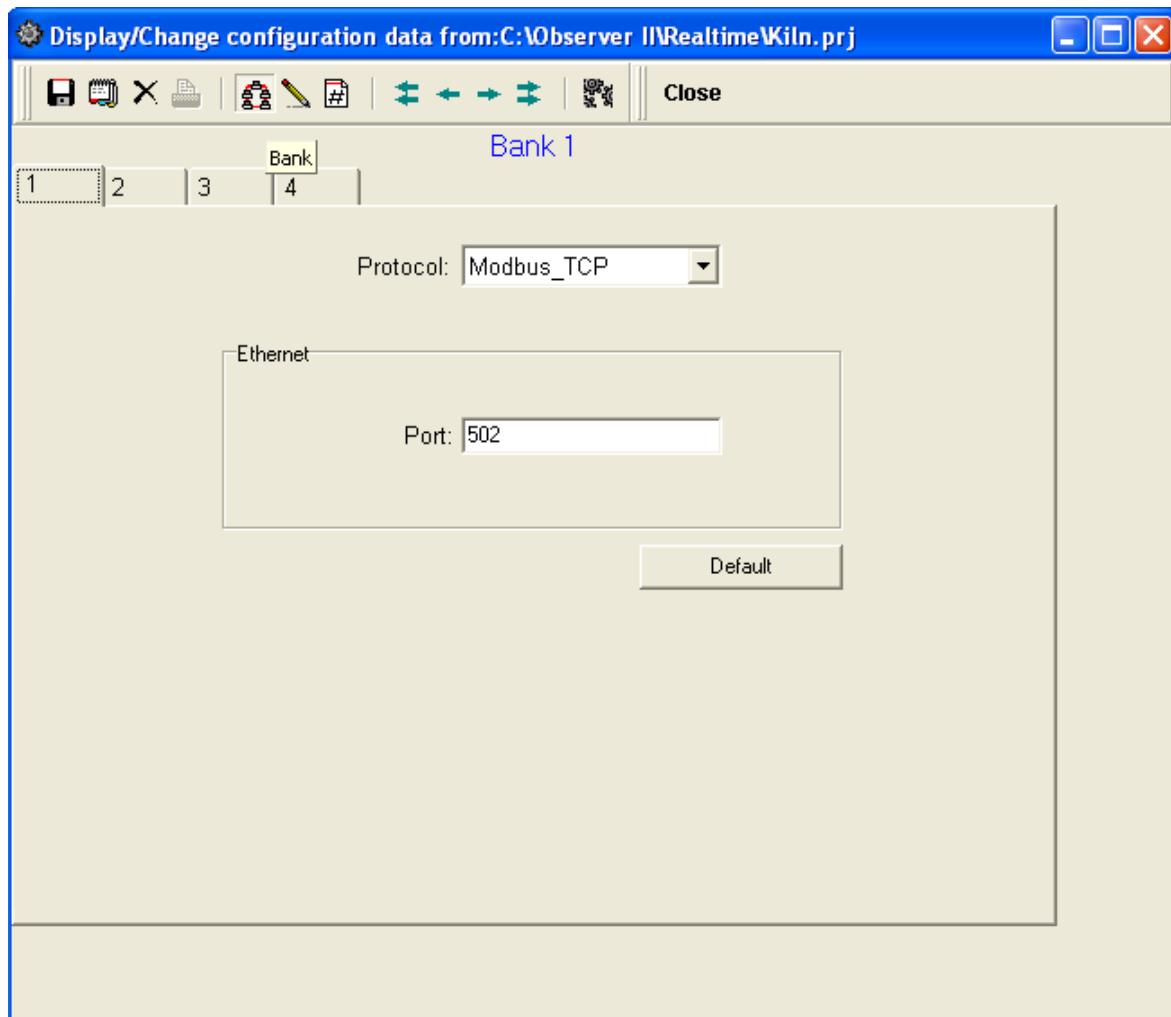 Display/Change configuration data from:C:\Observer II\Realtime\Kiln.prj
Close
Bank 1
Bank
1 2 3 4
Protocol: Modbus_TCP
Ethernet
Port: 502
Default